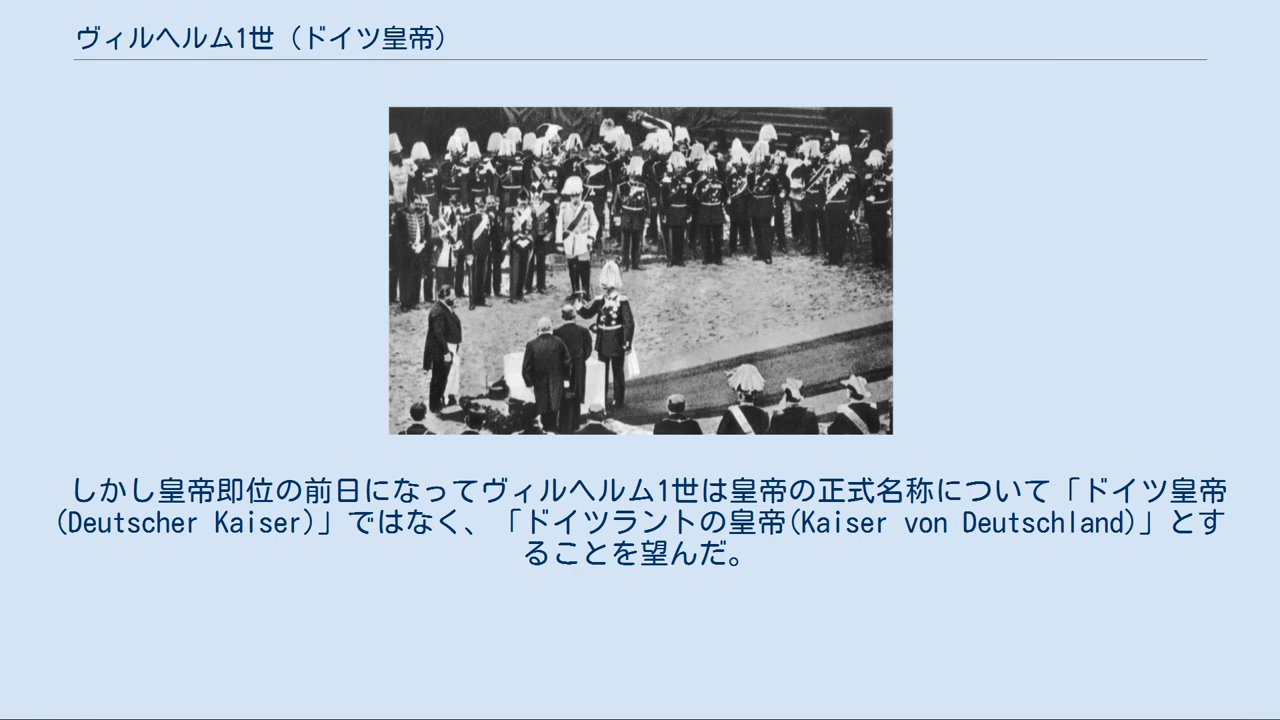 ヴィルヘルム1世（ドイツ皇帝）
しかし皇帝即位の前日になってヴィルヘルム1世は皇帝の正式名称について「ドイツ皇帝
(Deutscher Kaiser)」ではなく、「ドイツラントの皇帝(Kaiser von Deutschland)」とす
ることを望んだ。